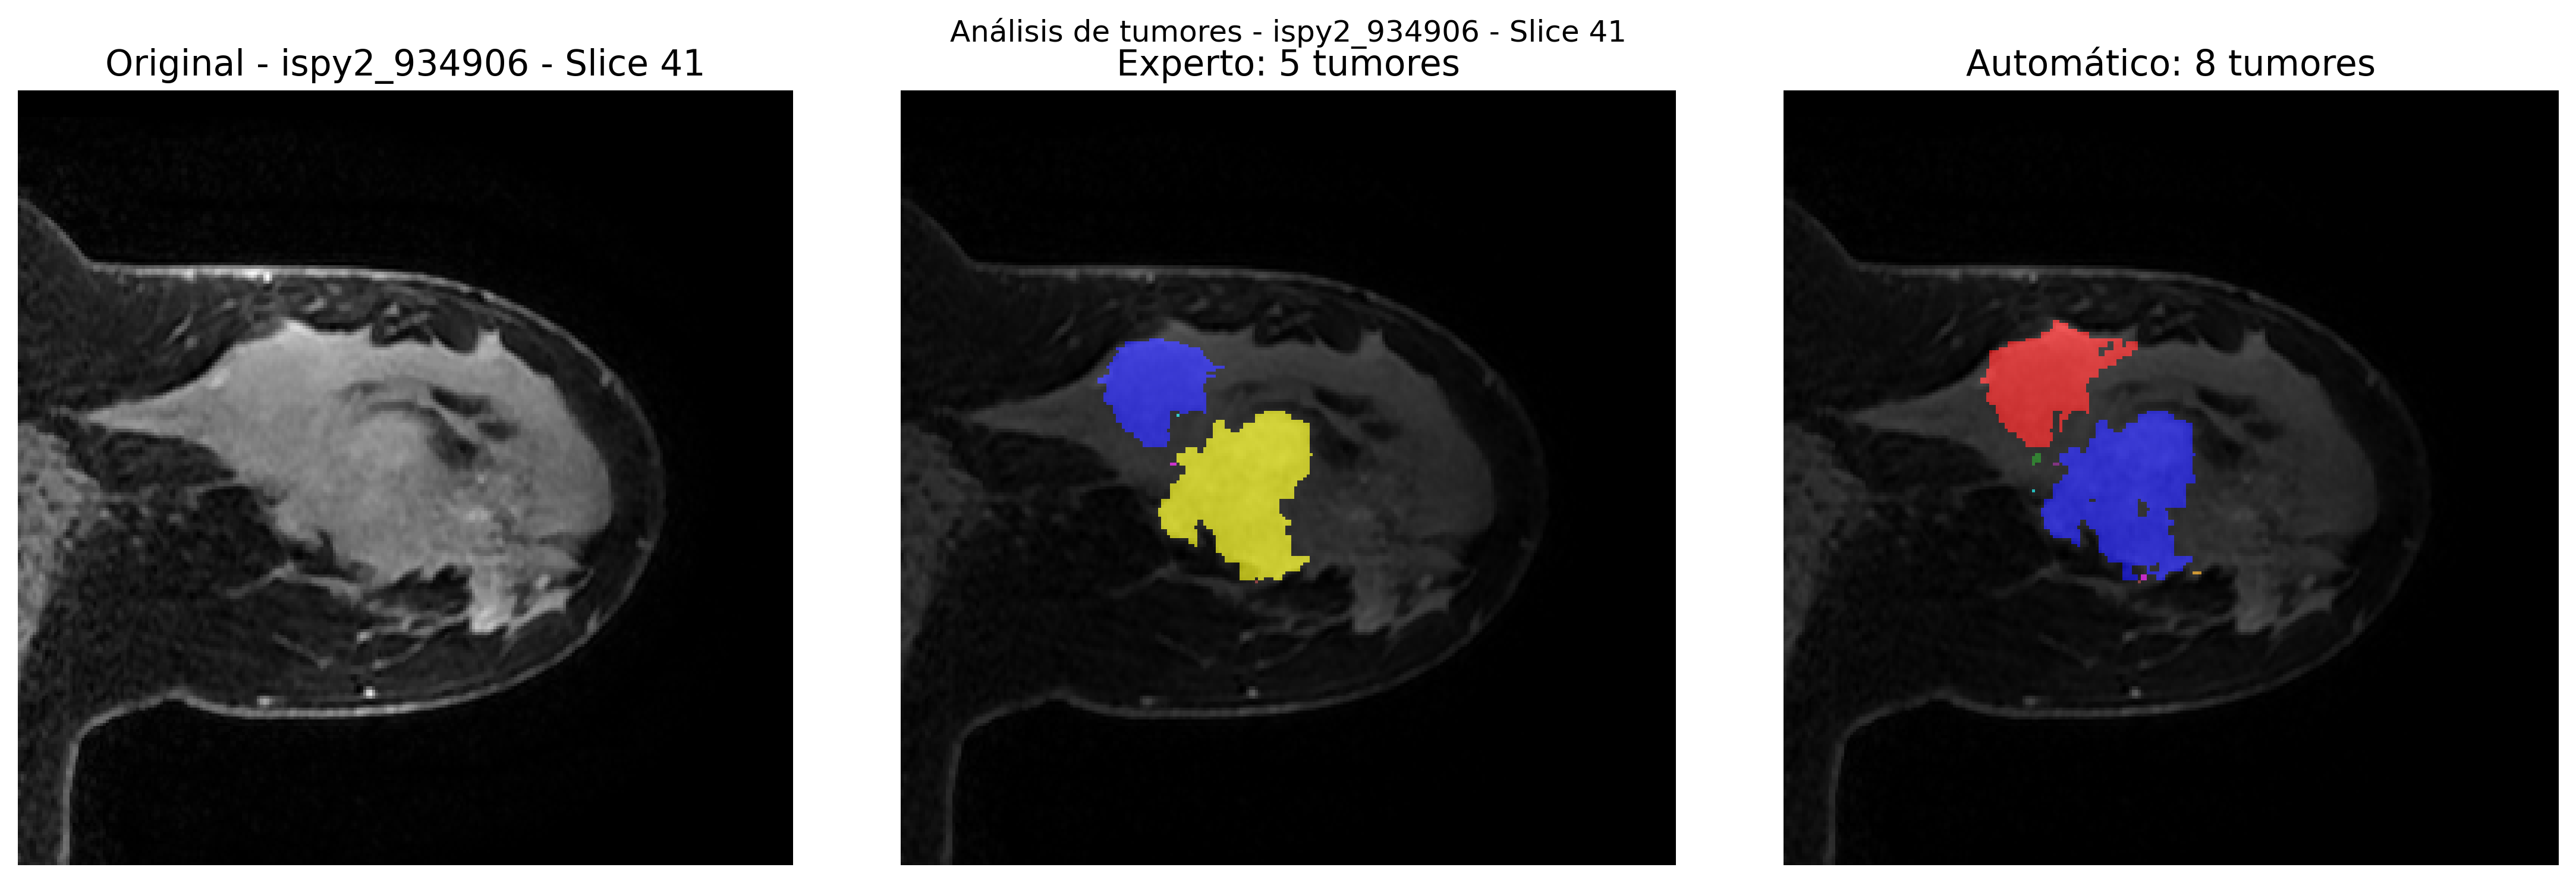 Análisis de tumores - ispy2_934906 - Slice 41
Original - ispy2_934906 - Slice 41
Experto: 5 tumores
Automático: 8 tumores